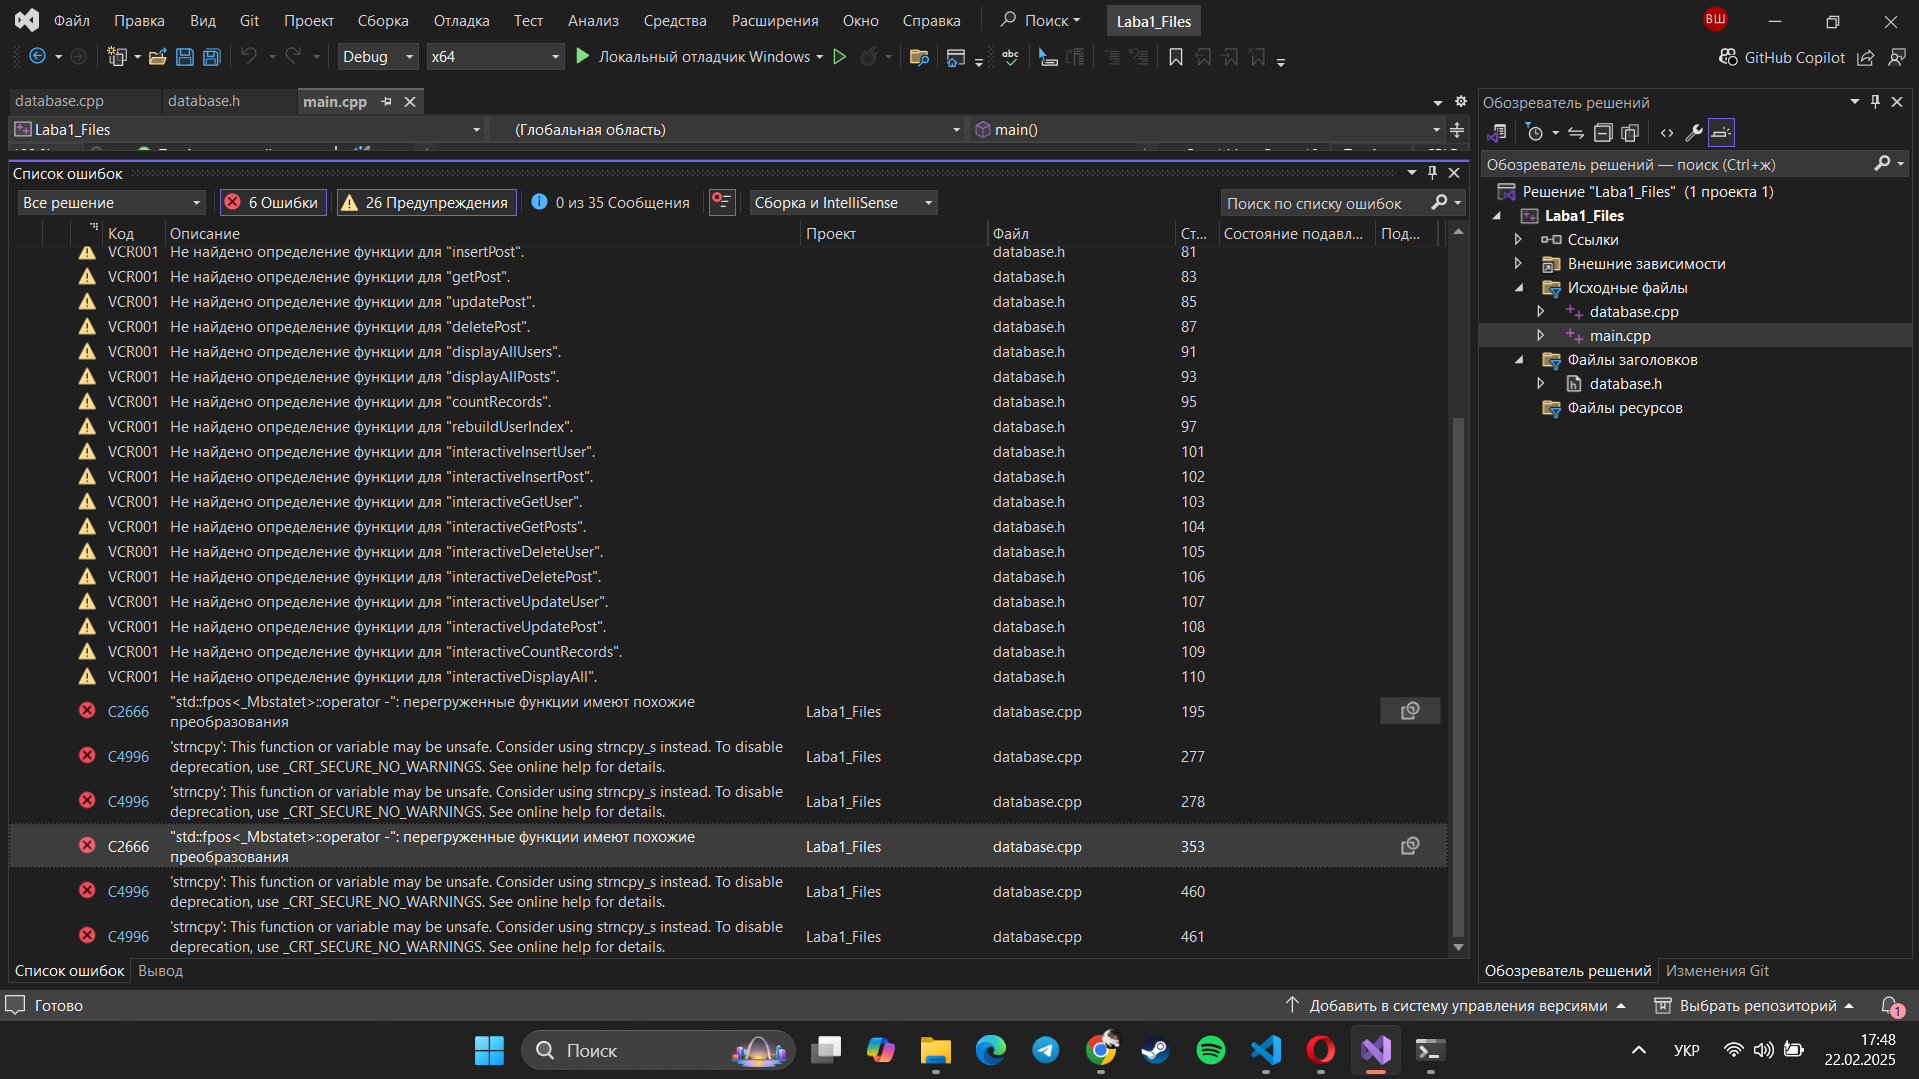 Файл Правка Вид Git Проект Сборка Отладка Тест Анализ Средства Расширения Окно Справка Поиск Laba1_Files ВШ
Debug x64 Локальный отладчик Windows abc GitHub Copilot
database.cpp database.h main.cpp
Laba1_Files (Глобальная область) main()
Список ошибок
Все решение 6 Ошибки 26 Предупреждения 0 из 35 Сообщения Сборка и IntelliSense Поиск по списку ошибок
Код Описание Проект Файл Ст... Состояние подавл... Под...
VCR001 Не найдено определение функции для "insertPost". database.h 81
VCR001 Не найдено определение функции для "getPost". database.h 83
VCR001 Не найдено определение функции для "updatePost". database.h 85
VCR001 Не найдено определение функции для "deletePost". database.h 87
VCR001 Не найдено определение функции для "displayAllUsers". database.h 91
VCR001 Не найдено определение функции для "displayAllPosts". database.h 93
VCR001 Не найдено определение функции для "countRecords". database.h 95
VCR001 Не найдено определение функции для "rebuildUserIndex". database.h 97
VCR001 Не найдено определение функции для "interactiveInsertUser". database.h 101
VCR001 Не найдено определение функции для "interactiveInsertPost". database.h 102
VCR001 Не найдено определение функции для "interactiveGetUser". database.h 103
VCR001 Не найдено определение функции для "interactiveGetPosts". database.h 104
VCR001 Не найдено определение функции для "interactiveDeleteUser". database.h 105
VCR001 Не найдено определение функции для "interactiveDeletePost". database.h 106
VCR001 Не найдено определение функции для "interactiveUpdateUser". database.h 107
VCR001 Не найдено определение функции для "interactiveUpdatePost". database.h 108
VCR001 Не найдено определение функции для "interactiveCountRecords". database.h 109
VCR001 Не найдено определение функции для "interactiveDisplayAll". database.h 110
C2666 "std::fpos<_Mbstatet>::operator -": перегруженные функции имеют похожие
преобразования Laba1_Files database.cpp 195
C4996 'strncpy': This function or variable may be unsafe. Consider using strncpy_s instead. To disable
deprecation, use _CRT_SECURE_NO_WARNINGS. See online help for details. Laba1_Files database.cpp 277
C4996 'strncpy': This function or variable may be unsafe. Consider using strncpy_s instead. To disable
deprecation, use _CRT_SECURE_NO_WARNINGS. See online help for details. Laba1_Files database.cpp 278
C2666 "std::fpos<_Mbstatet>::operator -": перегруженные функции имеют похожие
преобразования Laba1_Files database.cpp 353
C4996 'strncpy': This function or variable may be unsafe. Consider using strncpy_s instead. To disable
deprecation, use _CRT_SECURE_NO_WARNINGS. See online help for details. Laba1_Files database.cpp 460
C4996 'strncpy': This function or variable may be unsafe. Consider using strncpy_s instead. To disable
deprecation, use _CRT_SECURE_NO_WARNINGS. See online help for details. Laba1_Files database.cpp 461
Список ошибок Вывод
Обозреватель решений
Обозреватель решений — поиск (Ctrl+ж)
Решение "Laba1_Files" (1 проекта 1)
Laba1_Files
Ссылки
Внешние зависимости
Исходные файлы
database.cpp
main.cpp
Файлы заголовков
database.h
Файлы ресурсов
Обозреватель решений Изменения Git
Готово Добавить в систему управления версиями Выбрать репозиторий 1
Поиск УКР 17:48
22.02.2025